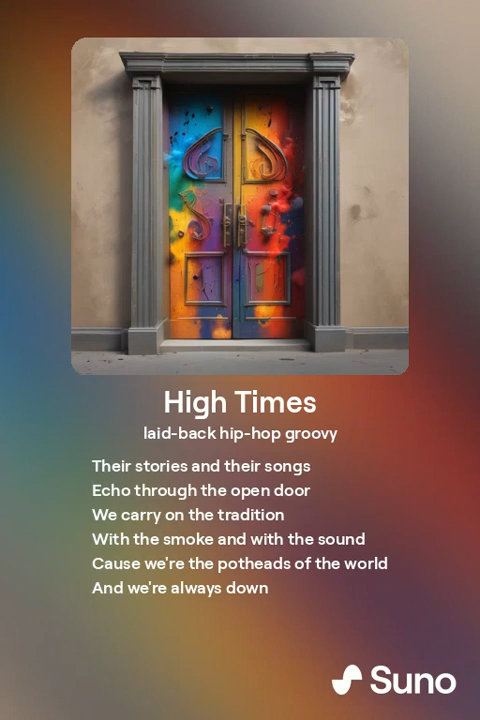 High Times
laid-back hip-hop groovy
Their stories and their songs
Echo through the open door
We carry on the tradition
With the smoke and with the sound
Cause we're the potheads of the world
And we're always down
Suno